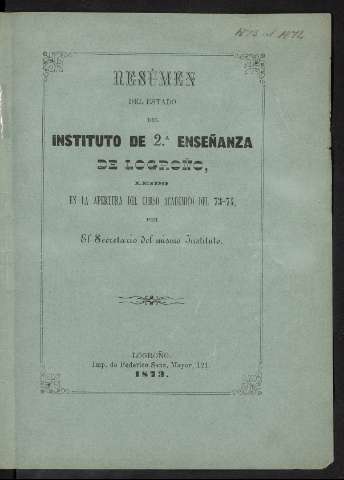 RESÚMEN
DEL ESTADO
DEL
INSTITUTO DE 2.ª ENSEÑANZA
DE LOGROÑO,
LEIDO
EN LA APERTURA DEL CURSO ACADÉMICO DEL 73-74,
POR
El Secretario del mismo Instituto.
LOGROÑO.
Imp. de Federico Sanz, Mayor, 121.
1873.